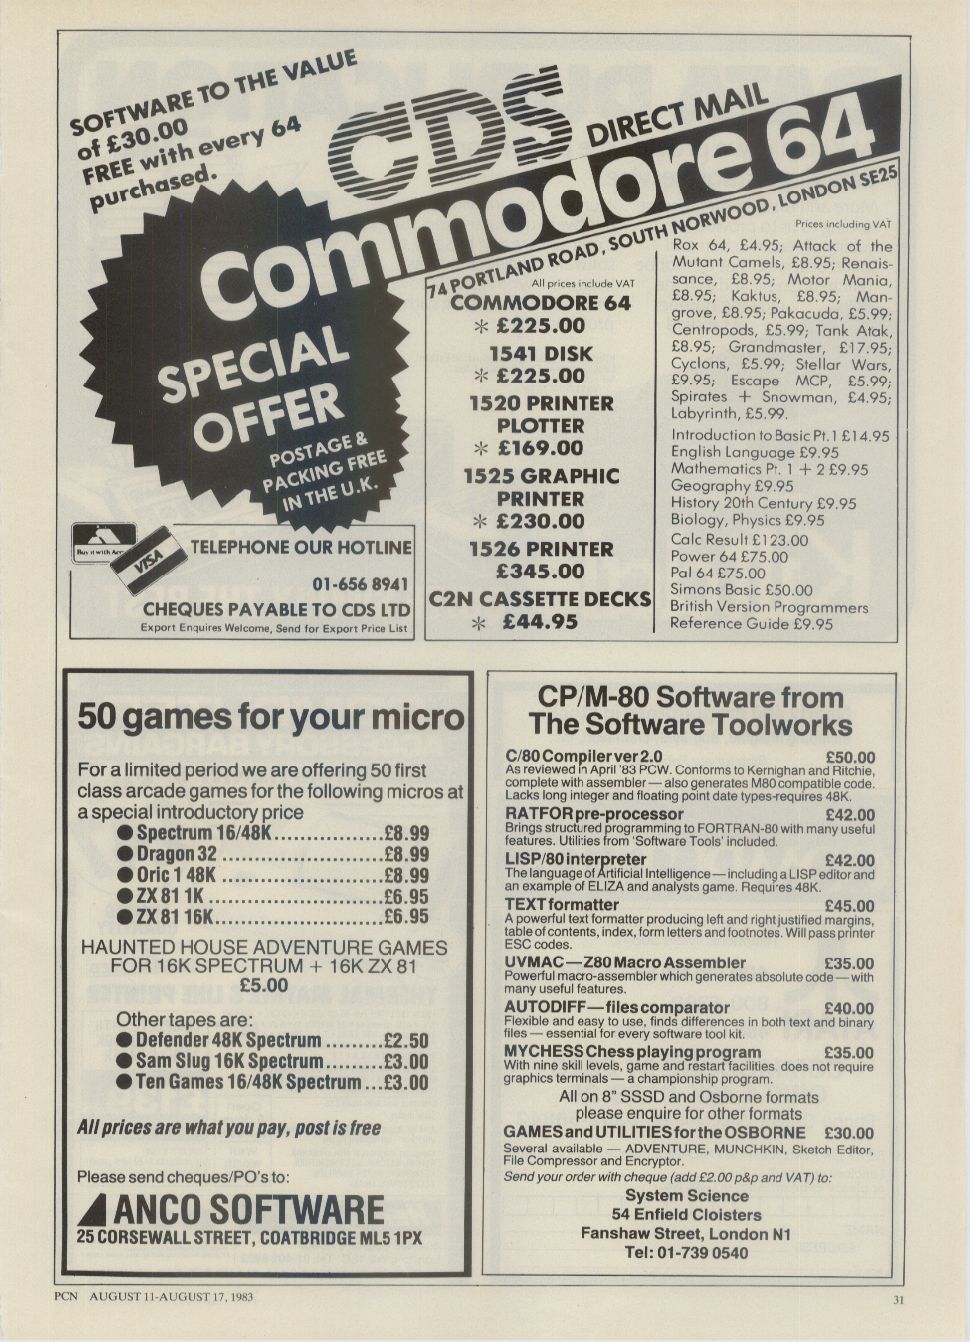 SOFTWARE TO THE VALUE
of £30.00
FREE with every 64
purchased.
CDS DIRECT MAIL
Commodore 64
74 PORTLAND ROAD, SOUTH NORWOOD, LONDON SE25
SPECIAL
OFFER
POSTAGE &
PACKING FREE
IN THE U.K.
VISA
TELEPHONE OUR HOTLINE
01-656 8941
CHEQUES PAYABLE TO CDS LTD
Export Enquires Welcome, Send for Export Price List
All prices include VAT
COMMODORE 64
* £225.00
1541 DISK
* £225.00
1520 PRINTER
PLOTTER
* £169.00
1525 GRAPHIC
PRINTER
* £230.00
1526 PRINTER
£345.00
C2N CASSETTE DECKS
* £44.95
Prices including VAT
Rox 64, £4.95; Attack of the
Mutant Camels, £8.95; Renais-
sance, £8.95; Motor Mania,
£8.95; Kaktus, £8.95; Man-
grove, £8.95; Pakacuda, £5.99;
Centropods, £5.99; Tank Atak,
£8.95; Grandmaster, £17.95;
Cyclons, £5.99; Stellar Wars,
£9.95; Escape MCP, £5.99;
Spirates + Snowman, £4.95;
Labyrinth, £5.99.
Introduction to Basic Pt.1 £14.95
English Language £9.95
Mathematics Pt. 1 + 2 £9.95
Geography £9.95
History 20th Century £9.95
Biology, Physics £9.95
Calc Result £123.00
Power 64 £75.00
Pal 64 £75.00
Simons Basic £50.00
British Version Programmers
Reference Guide £9.95
50 games for your micro
For a limited period we are offering 50 first
class arcade games for the following micros at
a special introductory price
● Spectrum 16/48K.................£8.99
● Dragon 32 .........................£8.99
● Oric 1 48K .........................£8.99
● ZX 81 1K ...........................£6.95
● ZX 81 16K..........................£6.95
HAUNTED HOUSE ADVENTURE GAMES
FOR 16K SPECTRUM + 16K ZX 81
£5.00
Other tapes are:
● Defender 48K Spectrum .........£2.50
● Sam Slug 16K Spectrum.........£3.00
● Ten Games 16/48K Spectrum ...£3.00
All prices are what you pay, post is free
Please send cheques/PO's to:
ANCO SOFTWARE
25 CORSEWALL STREET, COATBRIDGE ML5 1PX
CP/M-80 Software from
The Software Toolworks
C/80 Compiler ver 2.0 £50.00
As reviewed in April '83 PCW. Conforms to Kernighan and Ritchie,
complete with assembler — also generates M80 compatible code.
Lacks long integer and floating point date types-requires 48K.
RATFOR pre-processor £42.00
Brings structured programming to FORTRAN-80 with many useful
features. Utilities from 'Software Tools' included.
LISP/80 interpreter £42.00
The language of Artificial Intelligence — including a LISP editor and
an example of ELIZA and analysts game. Requires 48K.
TEXT formatter £45.00
A powerful text formatter producing left and right justified margins,
table of contents, index, form letters and footnotes. Will pass printer
ESC codes.
UVMAC—Z80 Macro Assembler £35.00
Powerful macro-assembler which generates absolute code — with
many useful features.
AUTODIFF—files comparator £40.00
Flexible and easy to use, finds differences in both text and binary
files — essential for every software tool kit.
MYCHESS Chess playing program £35.00
With nine skill levels, game and restart facilities does not require
graphics terminals — a championship program.
All on 8" SSSD and Osborne formats
please enquire for other formats
GAMES and UTILITIES for the OSBORNE £30.00
Several available — ADVENTURE, MUNCHKIN, Sketch Editor,
File Compressor and Encryptor.
Send your order with cheque (add £2.00 p&p and VAT) to:
System Science
54 Enfield Cloisters
Fanshaw Street, London N1
Tel: 01-739 0540
PCN AUGUST 11-AUGUST 17, 1983
31